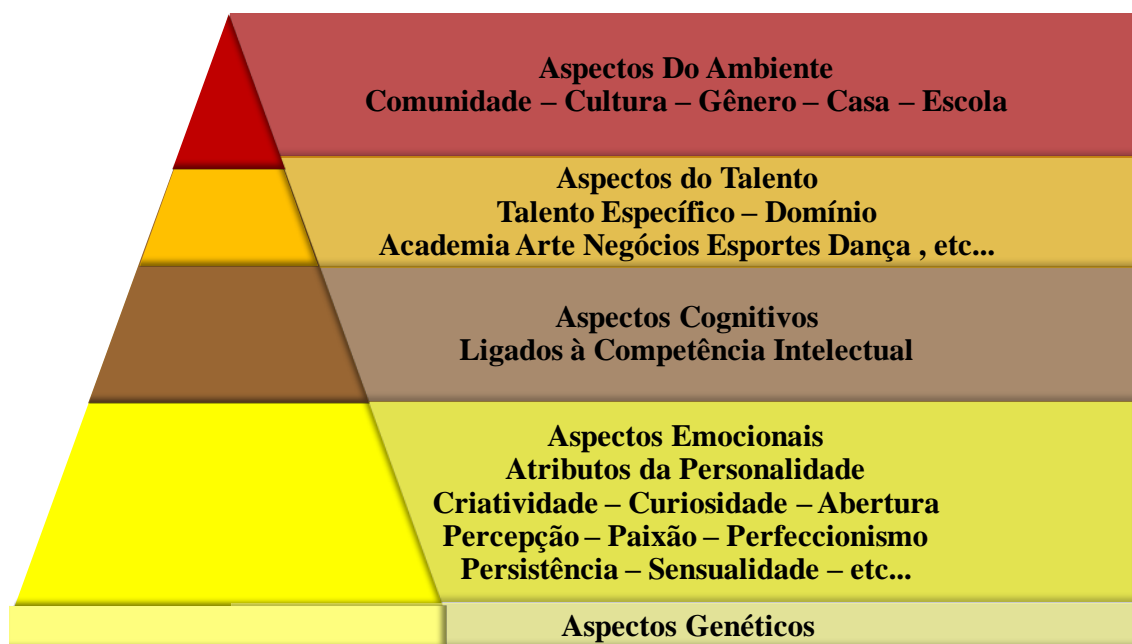 Aspectos Do Ambiente
Comunidade – Cultura – Gênero – Casa – Escola
Aspectos do Talento
Talento Específico – Domínio
Academia Arte Negócios Esportes Dança , etc...
Aspectos Cognitivos
Ligados à Competência Intelectual
Aspectos Emocionais
Atributos da Personalidade
Criatividade – Curiosidade – Abertura
Percepção – Paixão – Perfeccionismo
Persistência – Sensualidade – etc...
Aspectos Genéticos